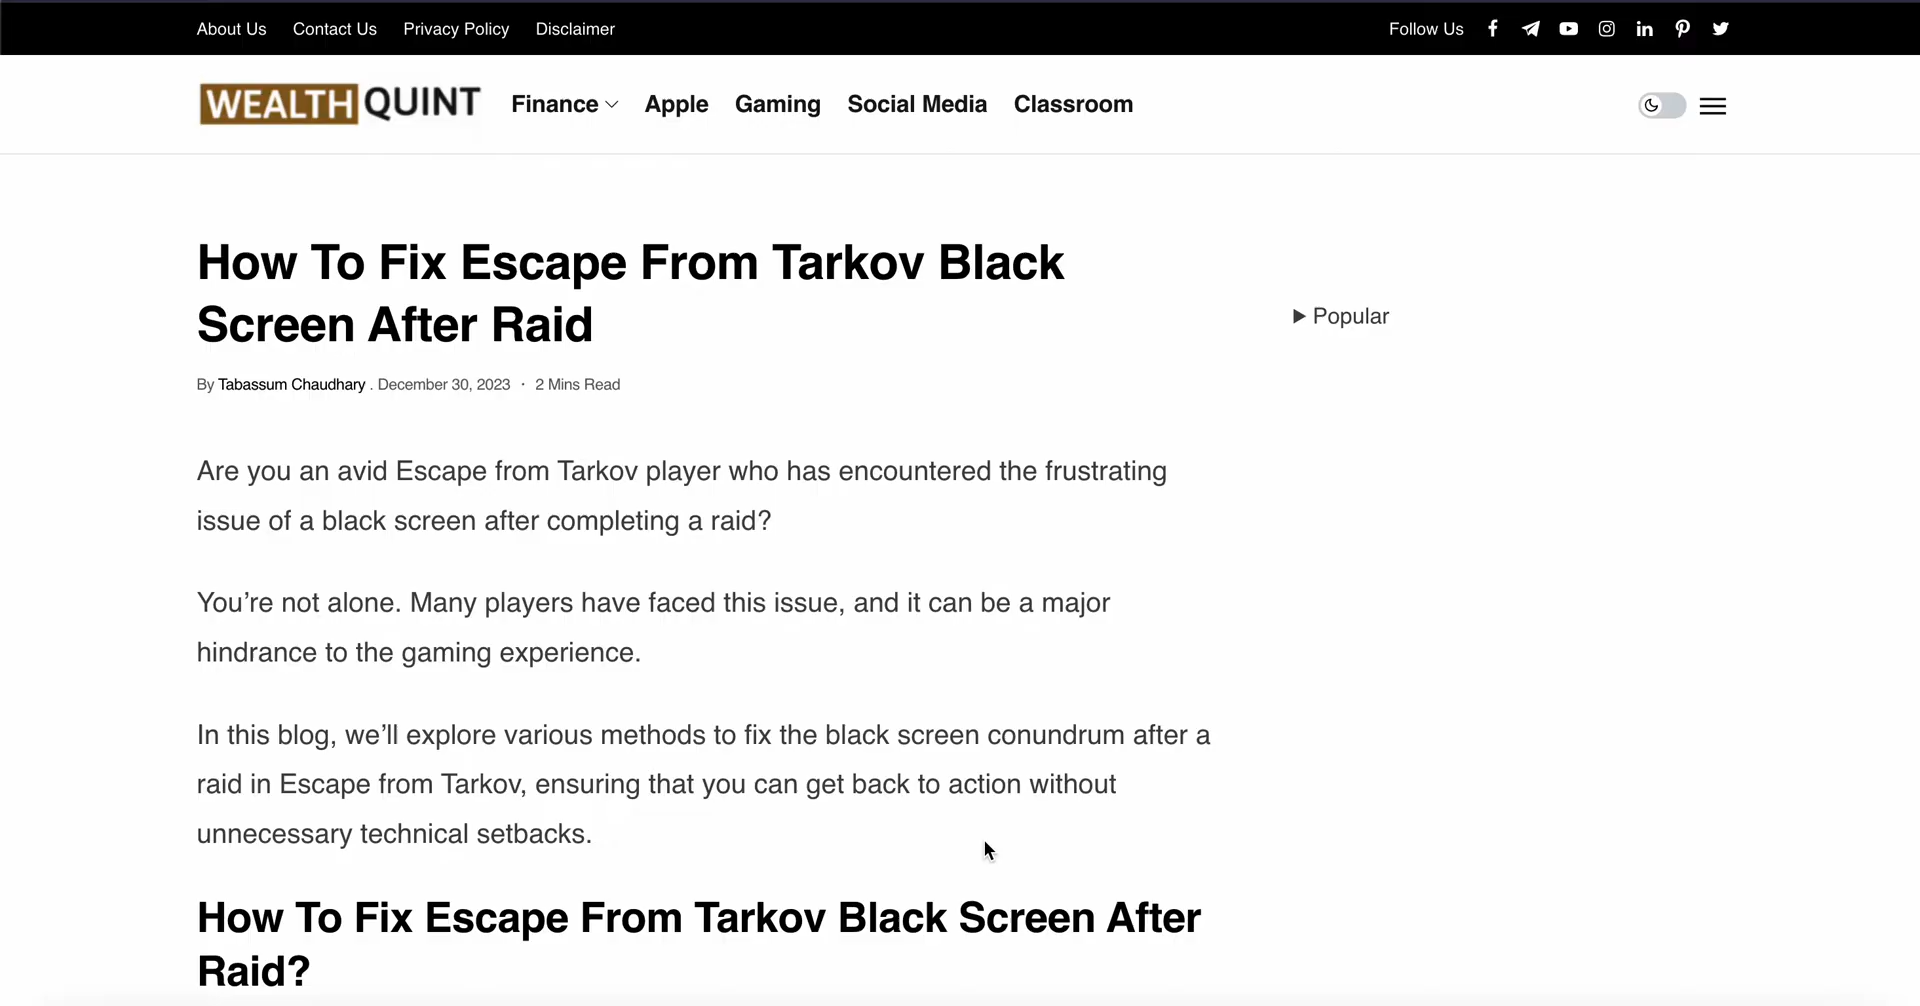 About Us Contact Us Privacy Policy Disclaimer Follow Us
WEALTH QUINT Finance Apple Gaming Social Media Classroom
How To Fix Escape From Tarkov Black
Screen After Raid
Popular
By Tabassum Chaudhary . December 30, 2023 · 2 Mins Read
Are you an avid Escape from Tarkov player who has encountered the frustrating
issue of a black screen after completing a raid?
You’re not alone. Many players have faced this issue, and it can be a major
hindrance to the gaming experience.
In this blog, we’ll explore various methods to fix the black screen conundrum after a
raid in Escape from Tarkov, ensuring that you can get back to action without
unnecessary technical setbacks.
How To Fix Escape From Tarkov Black Screen After
Raid?